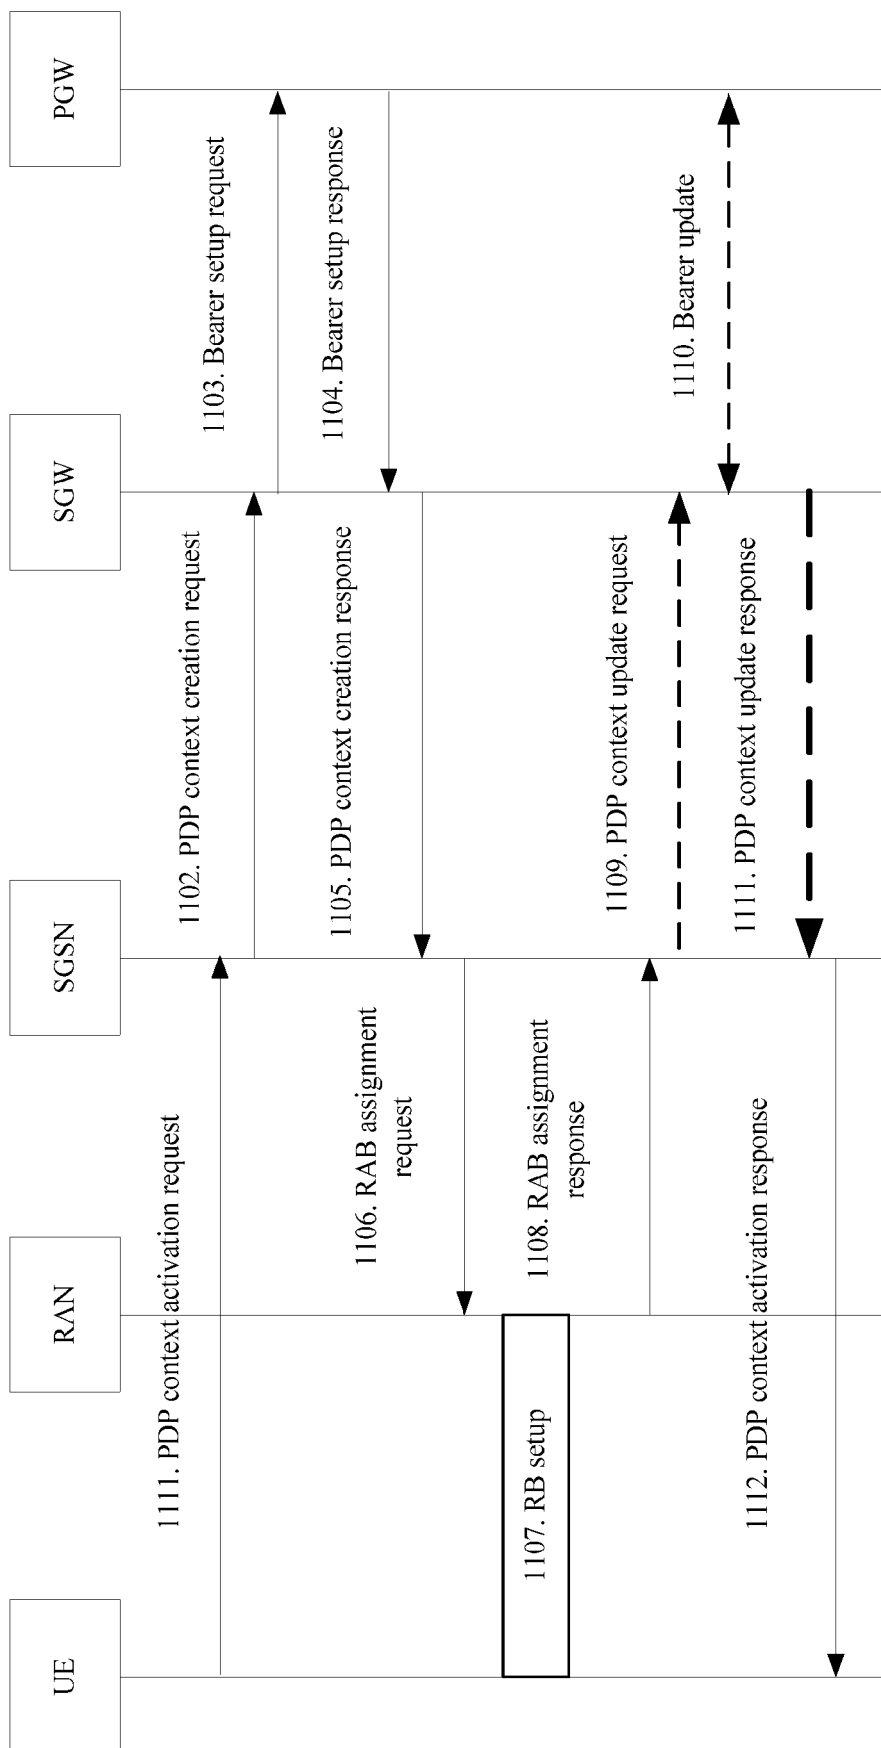 UE
RAN
SGSN
SGW
PGW
1111. PDP context activation request
1102. PDP context creation request
1103. Bearer setup request
1104. Bearer setup response
1105. PDP context creation response
1106. RAB assignment
request
1107. RB setup
1108. RAB assignment
response
1109. PDP context update request
1110. Bearer update
1111. PDP context update response
1112. PDP context activation response